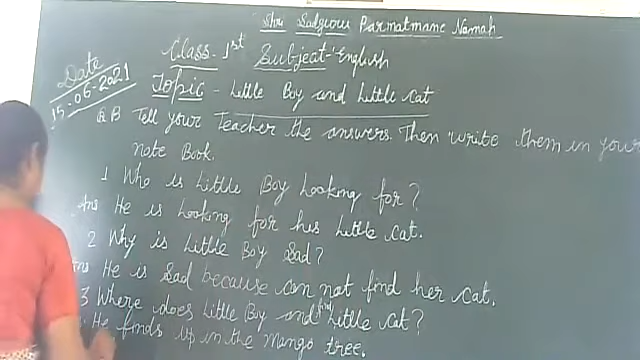 Shri Sadguous Parmatmane Namah
Class - 1st Subject - English
Date
15-06-2021
Topic - Little Boy and Little cat
Q.B Tell your Teacher the answers. Then write them in your
note Book.
1 Who is Little Boy Looking for?
Ans He is Looking for his Little cat.
2 Why is Little Boy Sad?
Ans He is Sad because can not find her cat.
3 Where does Little Boy and find Little cat?
He finds up in the mango tree.